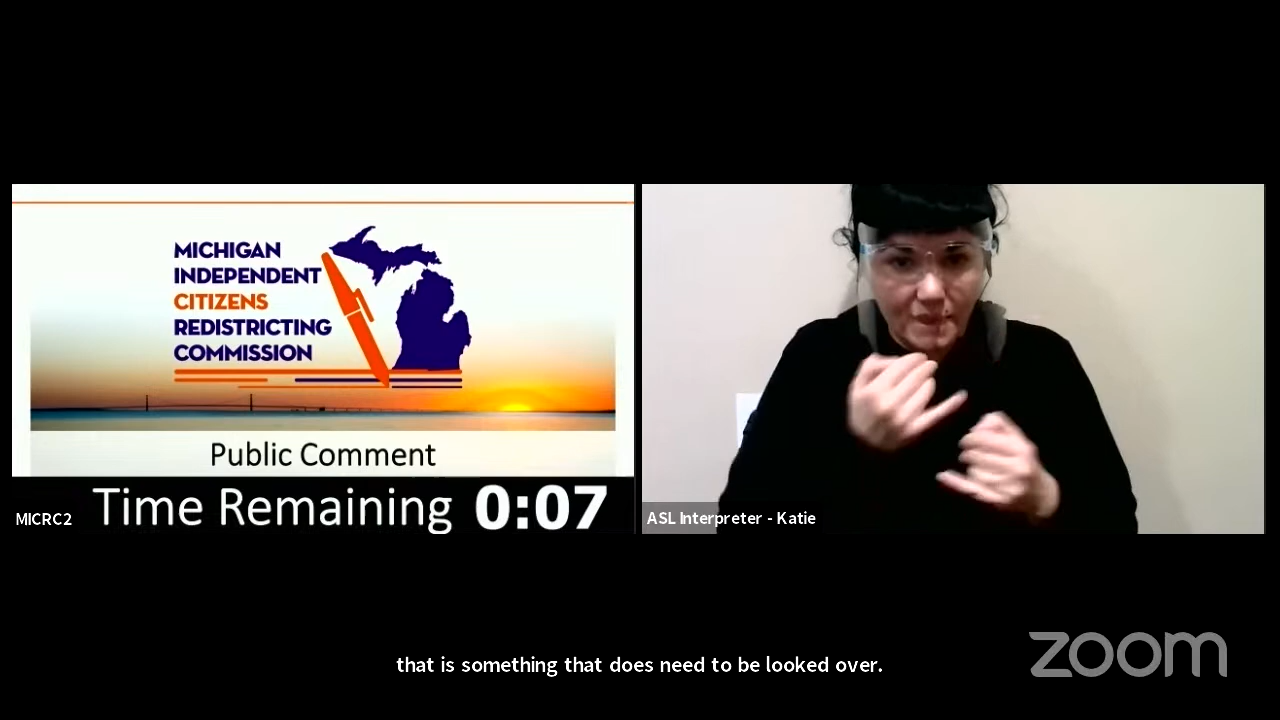 MICHIGAN
INDEPENDENT
CITIZENS
REDISTRICTING
COMMISSION
Public Comment
Time Remaining 0:07
MICRC2
ASL Interpreter - Katie
that is something that does need to be looked over.
zoom